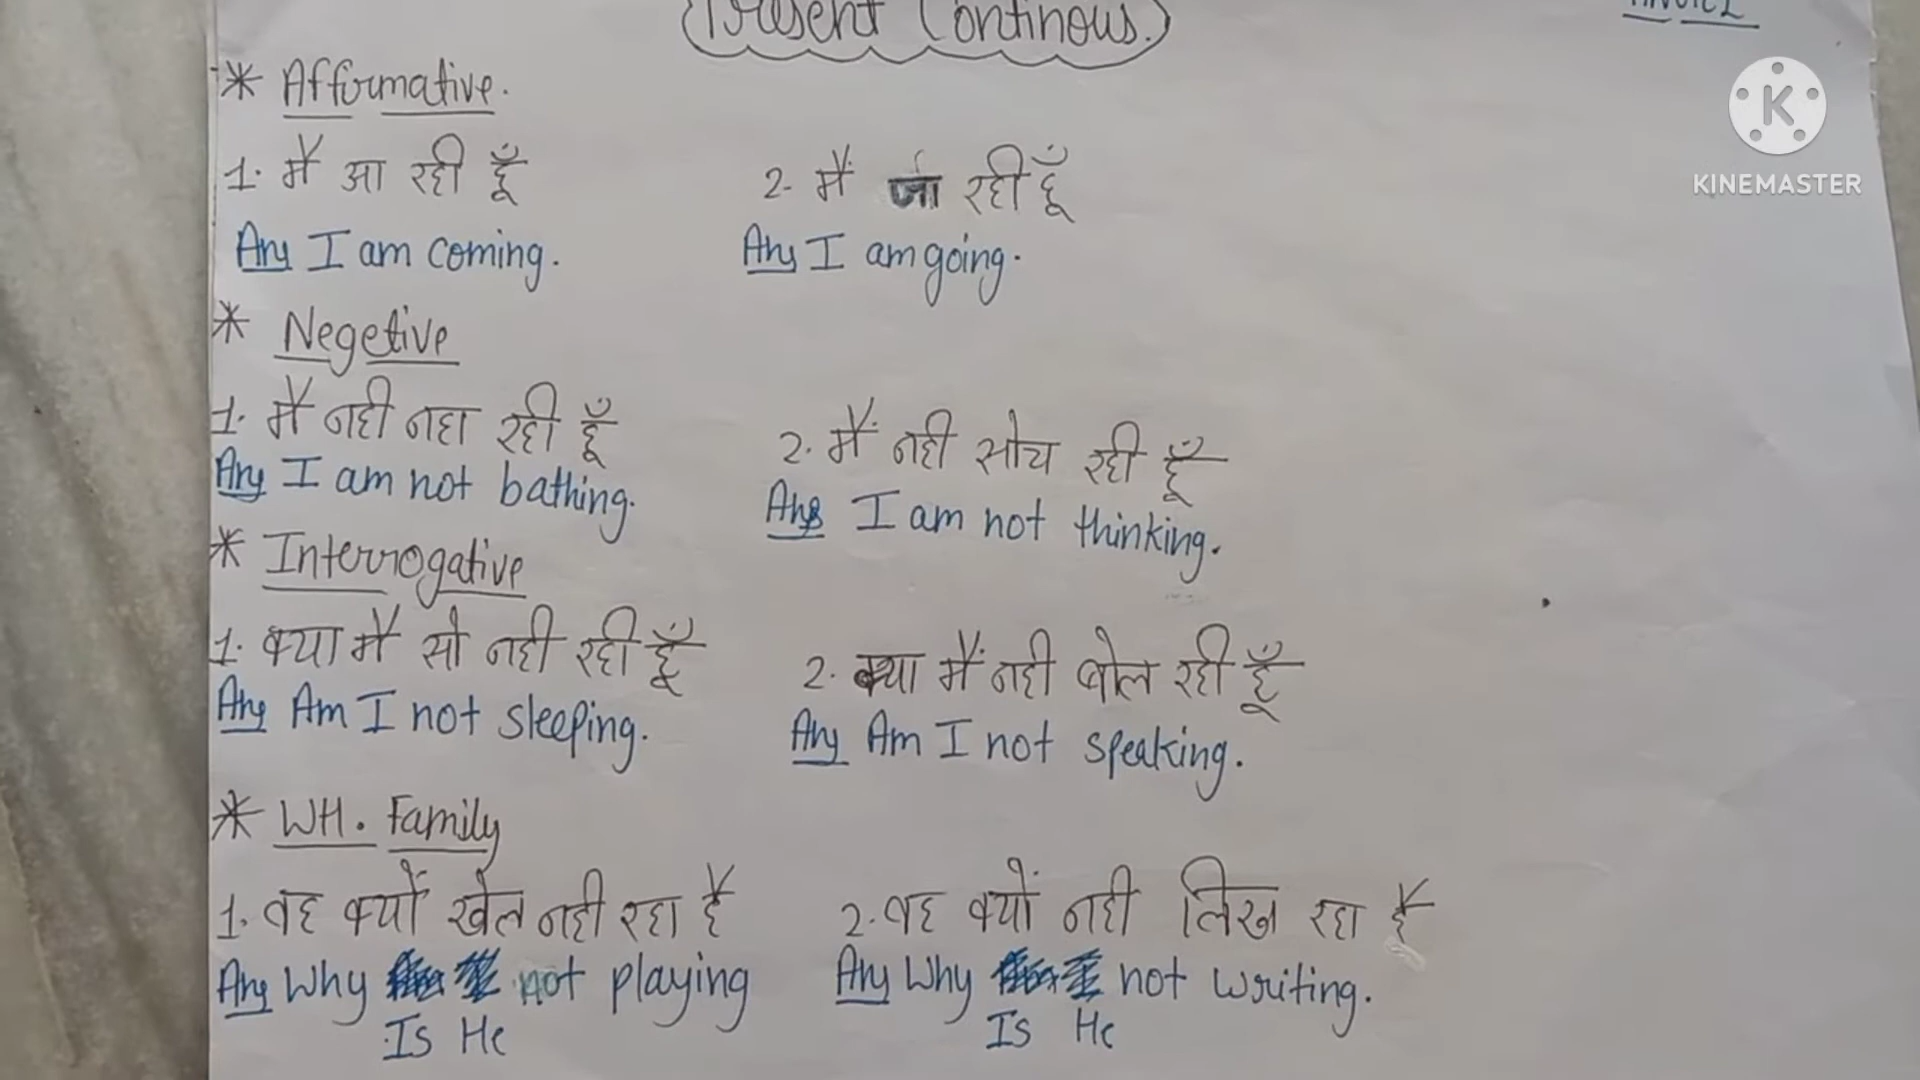 Present Continous.
* Affirmative.
1. मैं आ रही हूँ
2. मैं जा रही हूँ
Ans I am coming.
Ans I am going.
* Negetive
1. मैं नही नहा रही हूँ
2. मैं नही सोच रही हूँ
Ans I am not bathing.
Ans I am not thinking.
* Interrogative
1. क्या मैं सो नही रही हूँ
2. क्या मैं नही बोल रही हूँ
Ans Am I not sleeping.
Ans Am I not speaking.
* WH. Family
1. वह क्यों खेल नही रहा है
2. वह क्यों नही लिख रहा है
Ans Why Is He not playing
Ans Why Is He not writing.
KINEMASTER